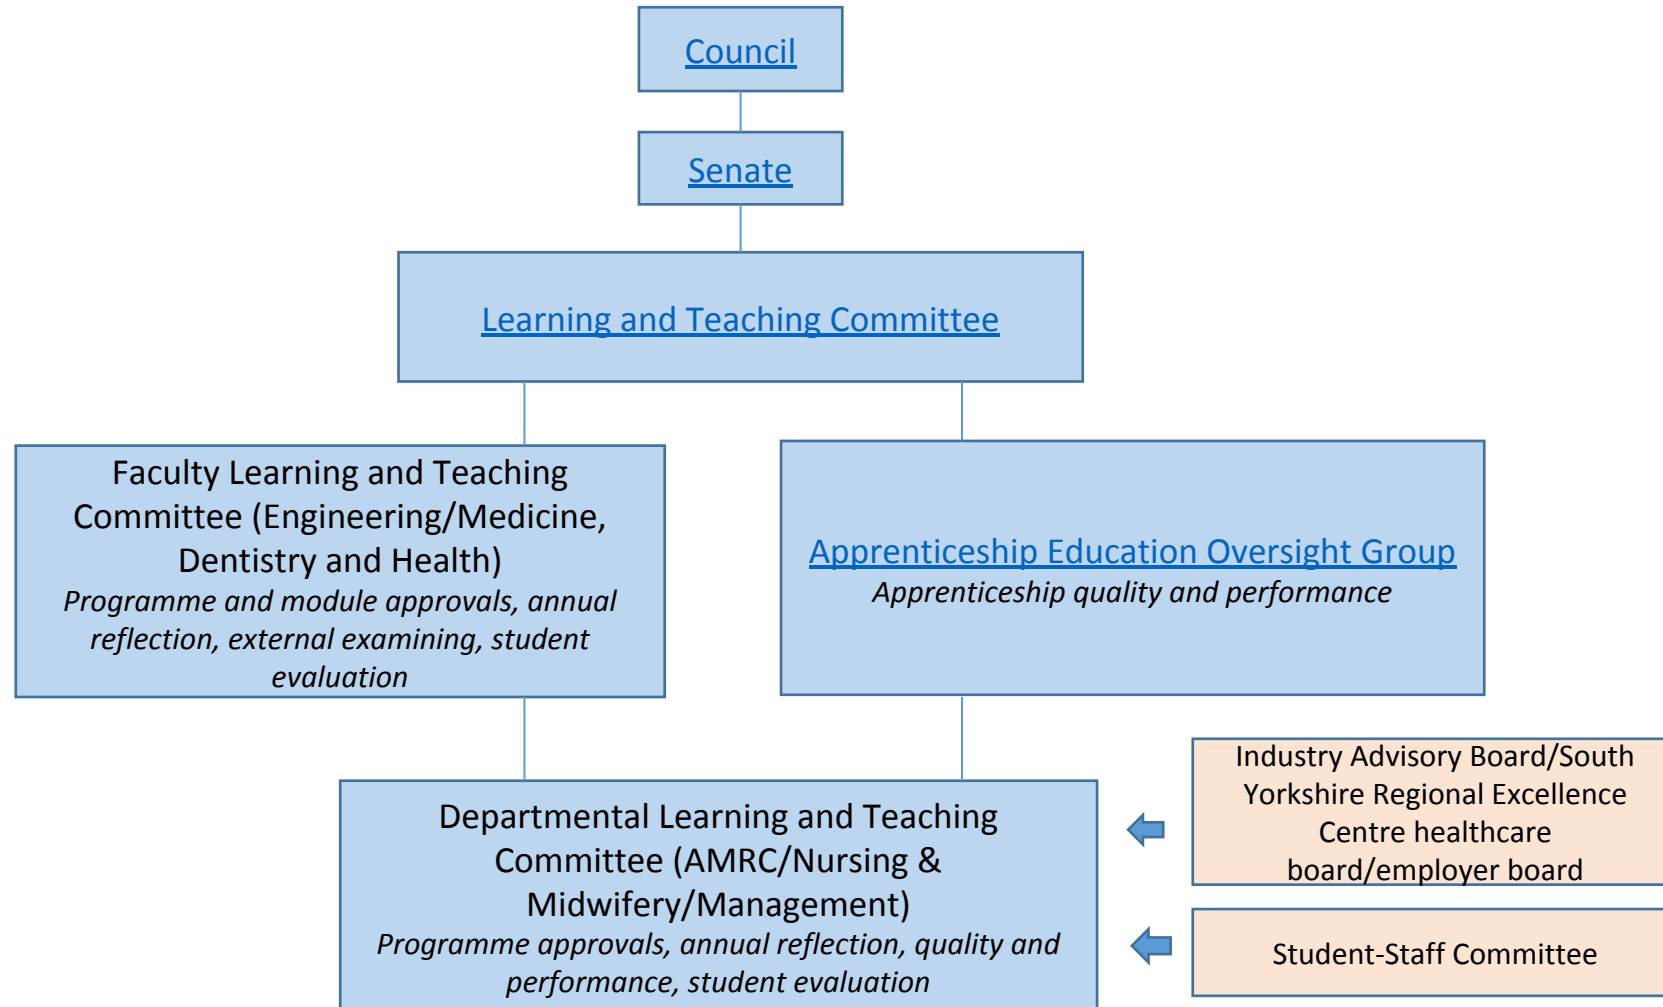 Council
Senate
Learning and Teaching Committee
Faculty Learning and Teaching
Committee (Engineering/Medicine,
Dentistry and Health)
Programme and module approvals, annual
reflection, external examining, student
evaluation
Apprenticeship Education Oversight Group
Apprenticeship quality and performance
Departmental Learning and Teaching
Committee (AMRC/Nursing &
Midwifery/Management)
Programme approvals, annual reflection, quality and
performance, student evaluation
Industry Advisory Board/South
Yorkshire Regional Excellence
Centre healthcare
board/employer board
Student-Staff Committee